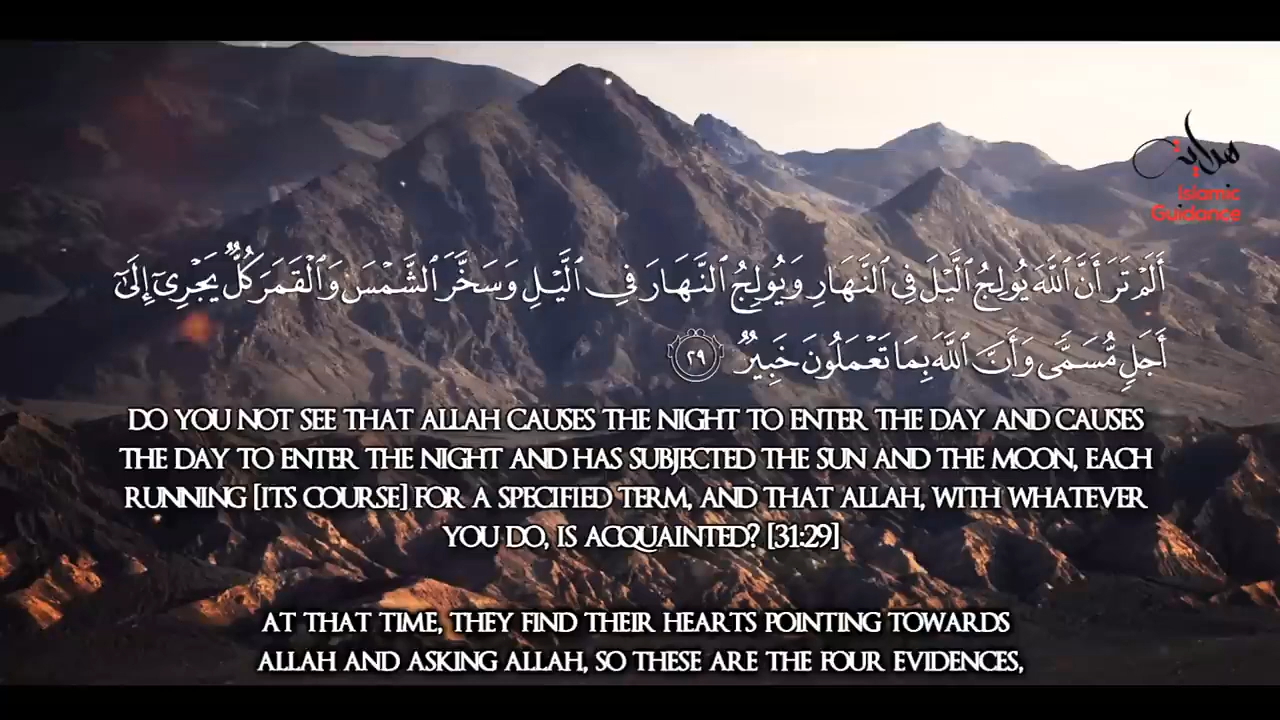 هداية
Islamic
Guidance
أَلَمْ تَرَ أَنَّ ٱللَّهَ يُولِجُ ٱلَّيْلَ فِى ٱلنَّهَارِ وَيُولِجُ ٱلنَّهَارَ فِى ٱلَّيْلِ وَسَخَّرَ ٱلشَّمْسَ وَٱلْقَمَرَ كُلٌّ يَجْرِىٓ إِلَىٰٓ
أَجَلٍ مُّسَمًّى وَأَنَّ ٱللَّهَ بِمَا تَعْمَلُونَ خَبِيرٌ ٢٩
DO YOU NOT SEE THAT ALLAH CAUSES THE NIGHT TO ENTER THE DAY AND CAUSES
THE DAY TO ENTER THE NIGHT AND HAS SUBJECTED THE SUN AND THE MOON, EACH
RUNNING [ITS COURSE] FOR A SPECIFIED TERM, AND THAT ALLAH, WITH WHATEVER
YOU DO, IS ACQUAINTED? [31:29]
AT THAT TIME, THEY FIND THEIR HEARTS POINTING TOWARDS
ALLAH AND ASKING ALLAH, SO THESE ARE THE FOUR EVIDENCES,